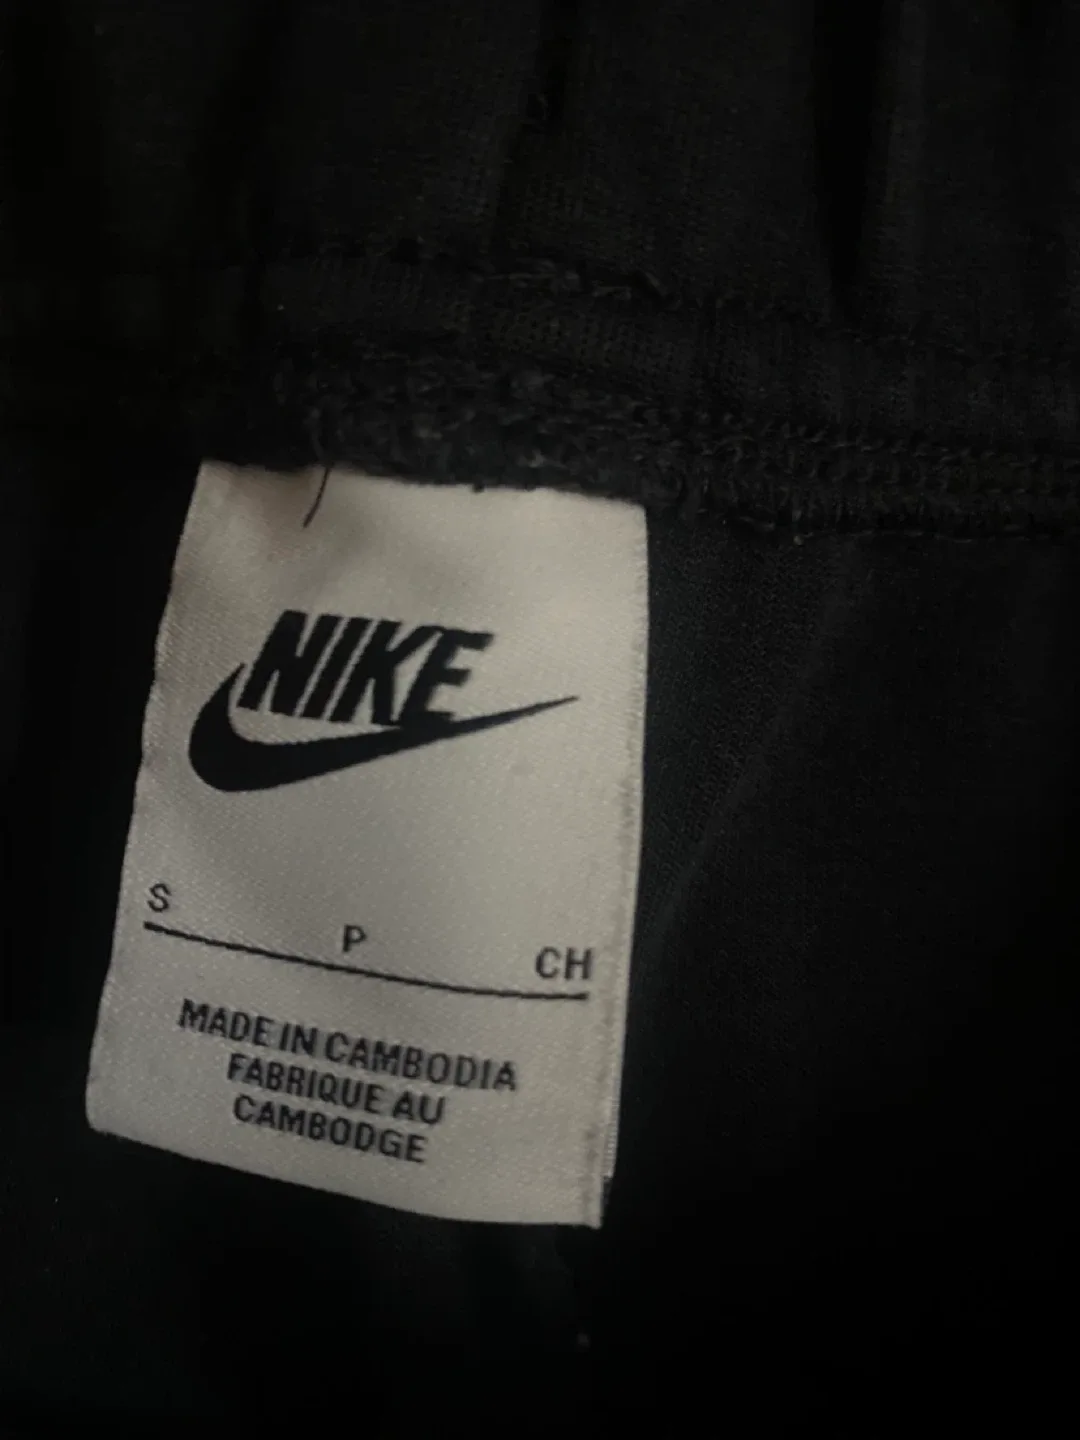 NIKE
S P CH
MADE IN CAMBODIA
FABRIQUE AU
CAMBODGE